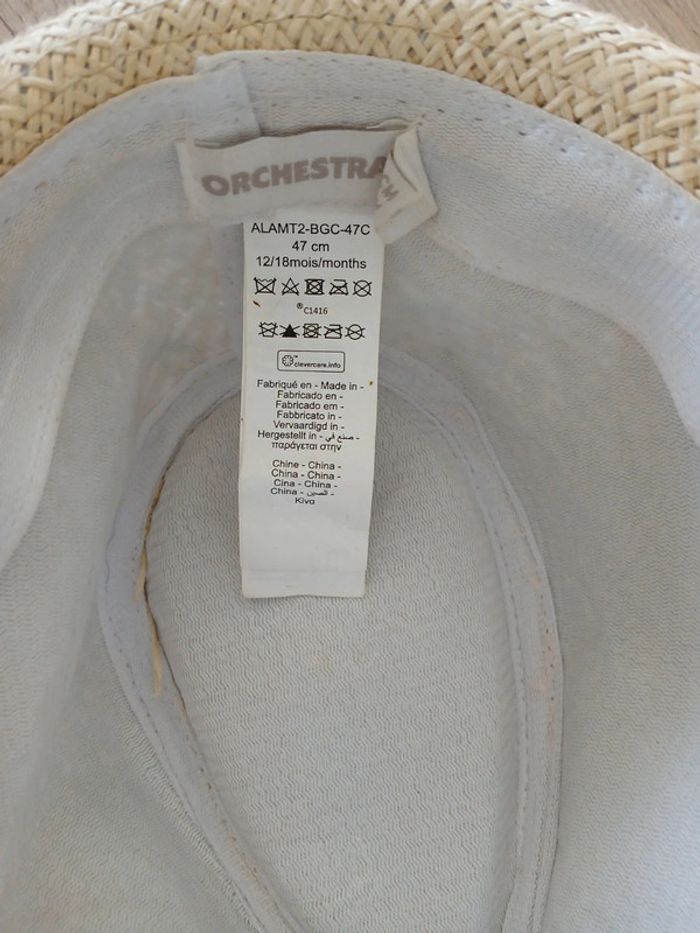 ORCHESTRA
ALAMT2-BGC-47C
47 cm
12/18mois/months
®C1416
clevercare.info
Fabriqué en - Made in -
Fabricado en -
Fabricado em -
Fabbricato in -
Vervaardigd in -
Hergestellt in - صنع في -
παράγεται στην
Chine - China -
China - China -
Cina - China -
China - الصين -
Κίνα